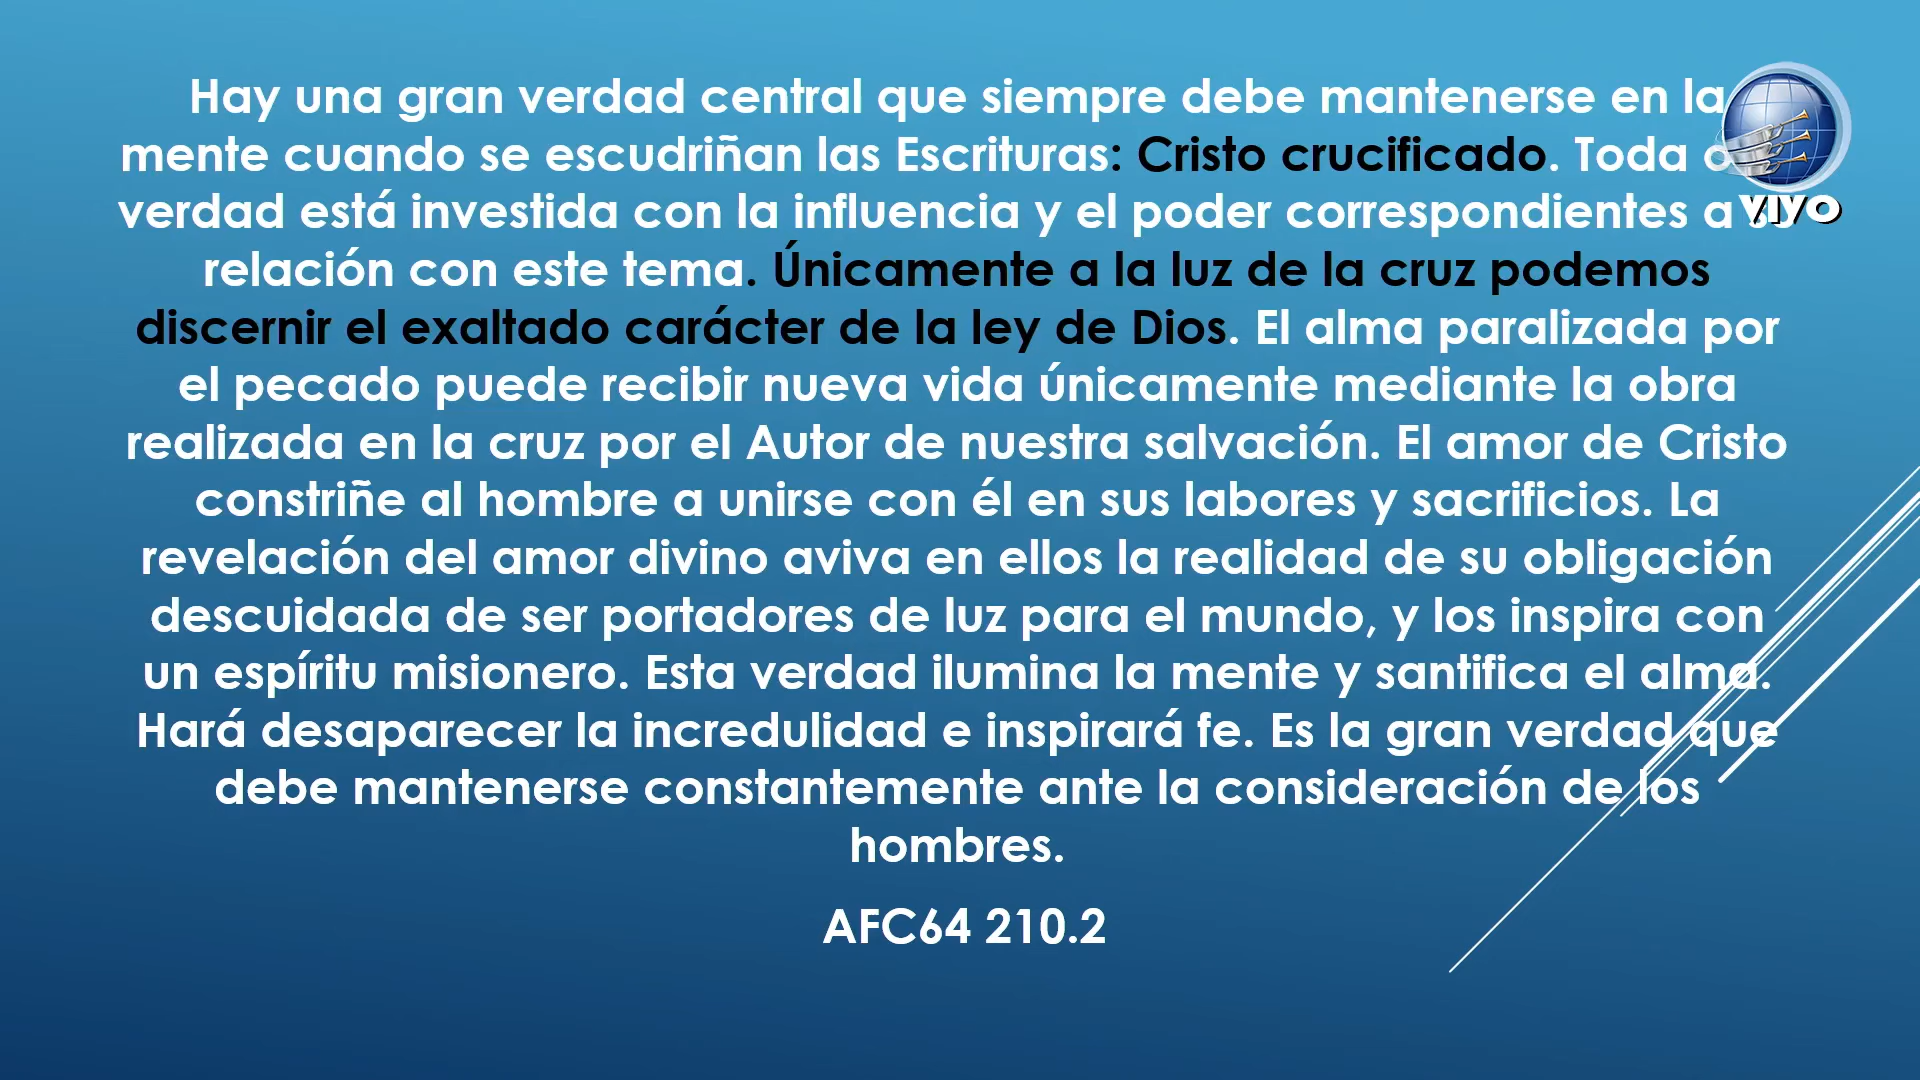 Hay una gran verdad central que siempre debe mantenerse en la
mente cuando se escudriñan las Escrituras: Cristo crucificado. Toda
verdad está investida con la influencia y el poder correspondientes a
relación con este tema. Únicamente a la luz de la cruz podemos
discernir el exaltado carácter de la ley de Dios. El alma paralizada por
el pecado puede recibir nueva vida únicamente mediante la obra
realizada en la cruz por el Autor de nuestra salvación. El amor de Cristo
constriñe al hombre a unirse con él en sus labores y sacrificios. La
revelación del amor divino aviva en ellos la realidad de su obligación
descuidada de ser portadores de luz para el mundo, y los inspira con
un espíritu misionero. Esta verdad ilumina la mente y santifica el alma.
Hará desaparecer la incredulidad e inspirará fe. Es la gran verdad que
debe mantenerse constantemente ante la consideración de los
hombres.
AFC64 210.2
VIVO